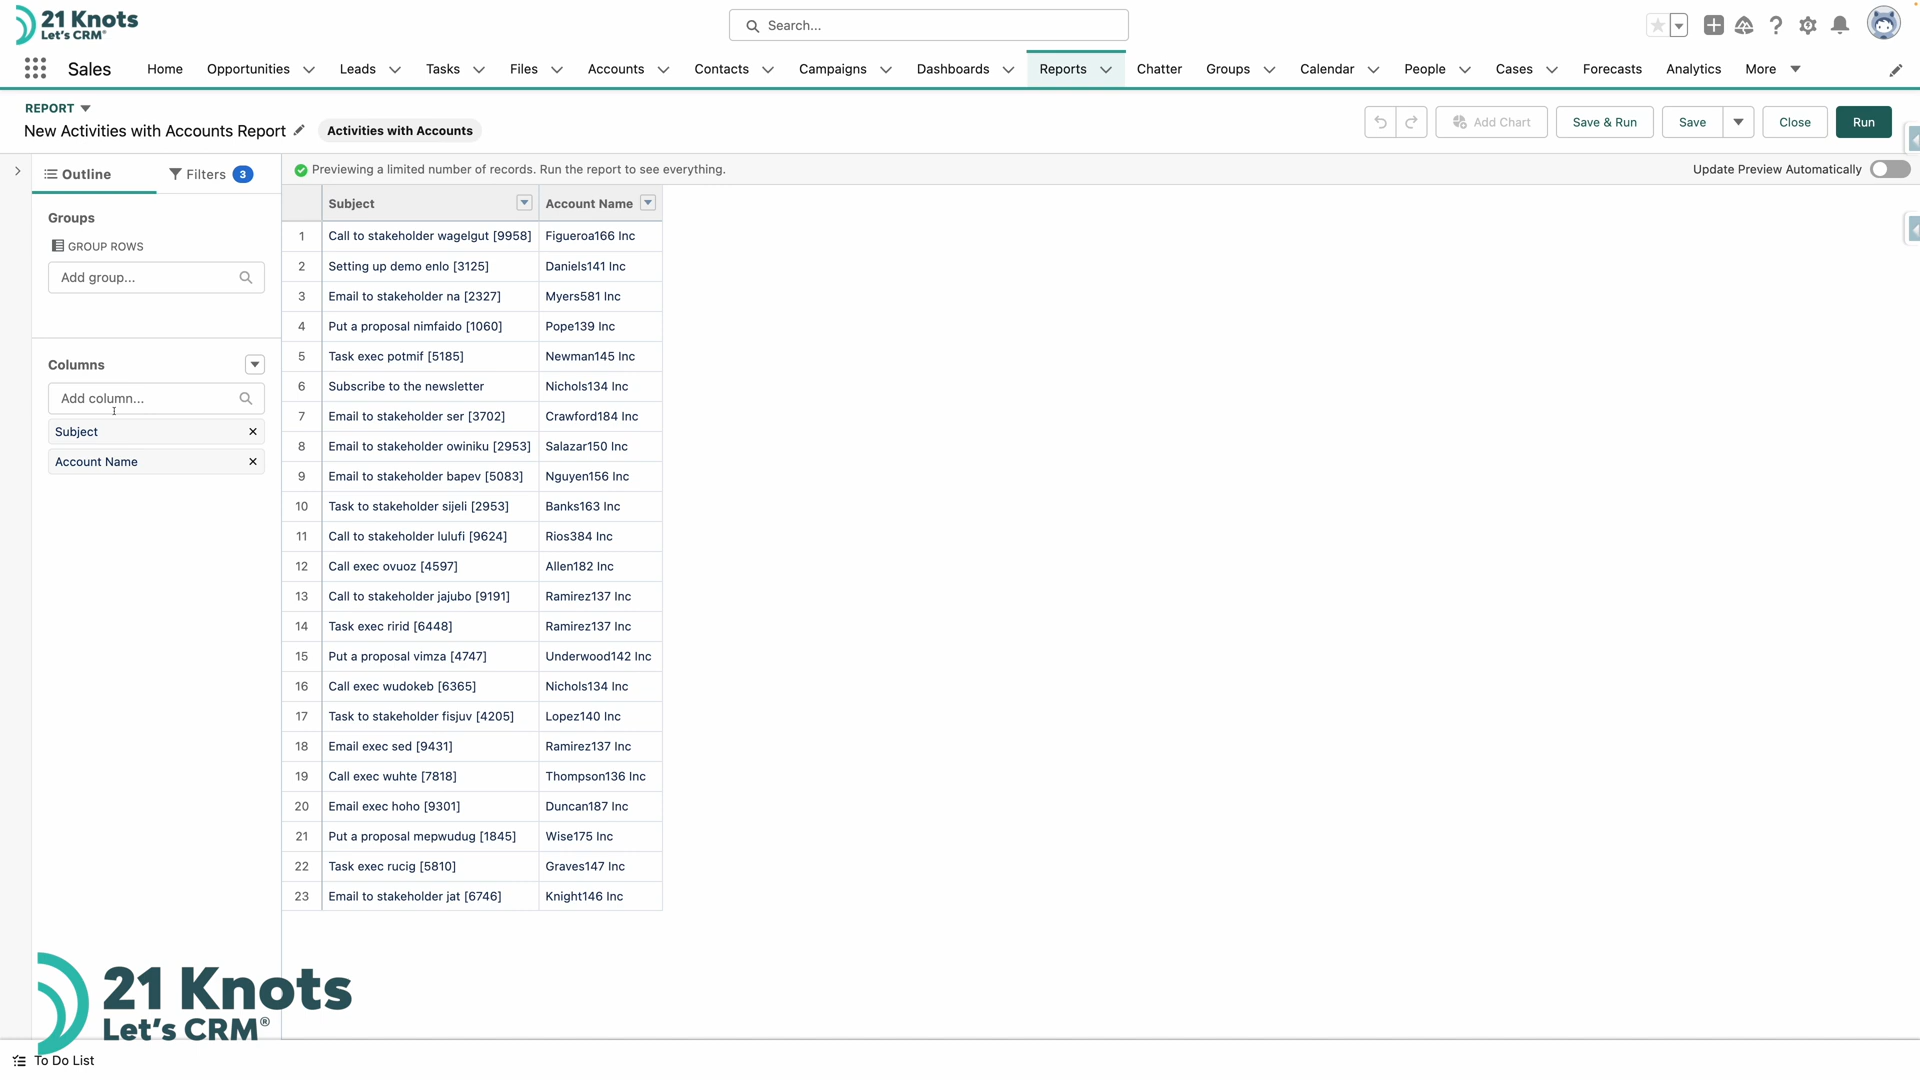 21 Knots
Let's CRM®
Search...
Sales Home Opportunities Leads Tasks Files Accounts Contacts Campaigns Dashboards Reports Chatter Groups Calendar People Cases Forecasts Analytics More
REPORT
New Activities with Accounts Report Activities with Accounts
Add Chart Save & Run Save Close Run
Outline Filters 3
Previewing a limited number of records. Run the report to see everything.
Update Preview Automatically
Groups
GROUP ROWS
Add group...
Columns
Add column...
Subject
Account Name
Subject Account Name
1 Call to stakeholder wagelgut [9958] Figueroa166 Inc
2 Setting up demo enlo [3125] Daniels141 Inc
3 Email to stakeholder na [2327] Myers581 Inc
4 Put a proposal nimfaido [1060] Pope139 Inc
5 Task exec potmif [5185] Newman145 Inc
6 Subscribe to the newsletter Nichols134 Inc
7 Email to stakeholder ser [3702] Crawford184 Inc
8 Email to stakeholder owiniku [2953] Salazar150 Inc
9 Email to stakeholder bapev [5083] Nguyen156 Inc
10 Task to stakeholder sijeli [2953] Banks163 Inc
11 Call to stakeholder lulufi [9624] Rios384 Inc
12 Call exec ovuoz [4597] Allen182 Inc
13 Call to stakeholder jajubo [9191] Ramirez137 Inc
14 Task exec ririd [6448] Ramirez137 Inc
15 Put a proposal vimza [4747] Underwood142 Inc
16 Call exec wudokeb [6365] Nichols134 Inc
17 Task to stakeholder fisjuv [4205] Lopez140 Inc
18 Email exec sed [9431] Ramirez137 Inc
19 Call exec wuhte [7818] Thompson136 Inc
20 Email exec hoho [9301] Duncan187 Inc
21 Put a proposal mepwudug [1845] Wise175 Inc
22 Task exec rucig [5810] Graves147 Inc
23 Email to stakeholder jat [6746] Knight146 Inc
21 Knots
Let's CRM®
To Do List